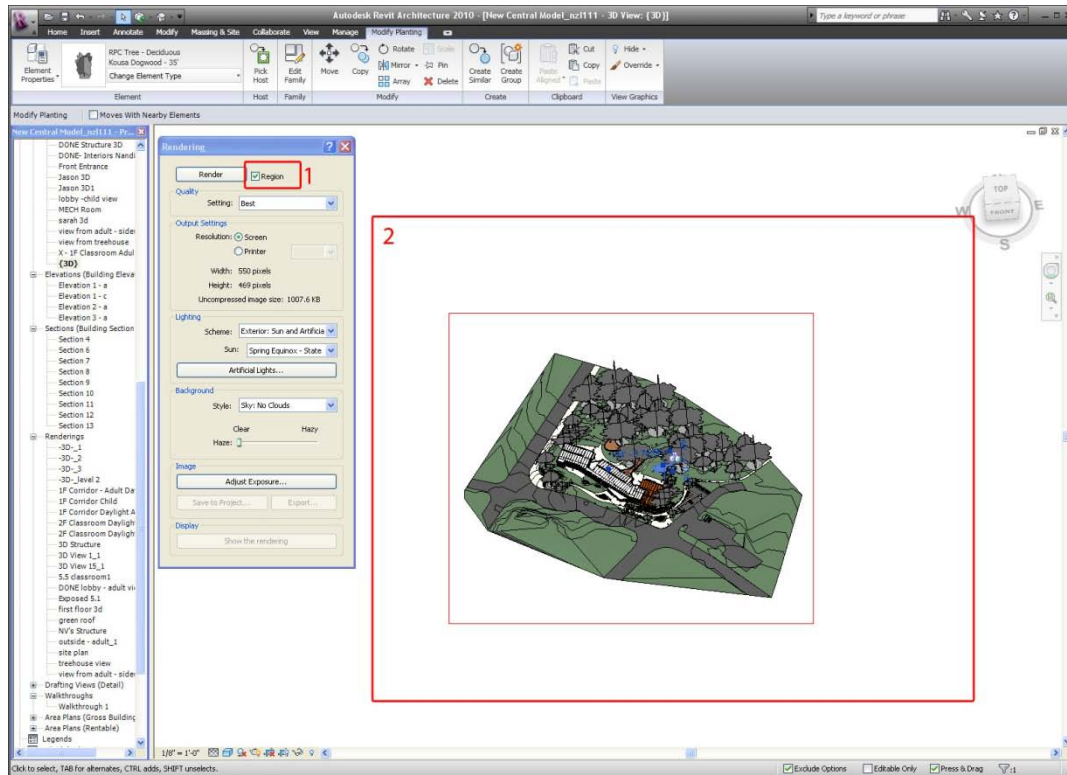 Autodesk Revit Architecture 2010 - [New Central Model_nzl111 - 3D View: {3D}]
Type a keyword or phrase
Home Insert Annotate Modify Massing & Site Collaborate View Manage Modify Planting
Element Properties
RPC Tree - Deciduous
Kousa Dogwood - 35'
Change Element Type
Pick Host
Edit Family
Move
Copy
Rotate
Mirror
Array
Scale
Pin
Delete
Create Similar
Create Group
Paste Aligned
Cut
Copy
Paste
Hide
Override
Element Host Family Modify Create Clipboard View Graphics
Modify Planting Moves With Nearby Elements
New Central Model_nzl111 - Pr...
DONE Structure 3D
DONE- Interiors Nandi
Front Entrance
Jason 3D
Jason 3D1
lobby -child view
MECH Room
sarah 3d
view from adult - side
view from treehouse
X - 1F Classroom Adul
{3D}
Elevations (Building Eleva
Elevation 1 - a
Elevation 1 - c
Elevation 2 - a
Elevation 3 - a
Sections (Building Section
Section 4
Section 6
Section 7
Section 8
Section 9
Section 10
Section 11
Section 12
Section 13
Renderings
-3D-_1
-3D-_2
-3D-_3
-3D-_level 2
1F Corridor - Adult Da
1F Corridor Child
1F Corridor Daylight A
2F Classroom Dayligh
2F Classroom Dayligh
3D Structure
3D View 1_1
3D View 15_1
5.5 classroom1
DONE lobby - adult vi
Exposed 5.1
first floor 3d
green roof
NV's Structure
outside - adult_1
site plan
treehouse view
view from adult - side
Drafting Views (Detail)
Walkthroughs
Walkthrough 1
Area Plans (Gross Building
Area Plans (Rentable)
Legends
Rendering
Render Region 1
Quality
Setting: Best
Output Settings
Resolution: Screen
Printer
Width: 550 pixels
Height: 469 pixels
Uncompressed image size: 1007.6 KB
Lighting
Scheme: Exterior: Sun and Artificia
Sun: Spring Equinox - State
Artificial Lights...
Background
Style: Sky: No Clouds
Clear Hazy
Haze:
Image
Adjust Exposure...
Save to Project... Export...
Display
Show the rendering
2
TOP
FRONT
W E
S
1/8" = 1'-0"
Click to select, TAB for alternates, CTRL adds, SHIFT unselects.
Exclude Options Editable Only Press & Drag :1